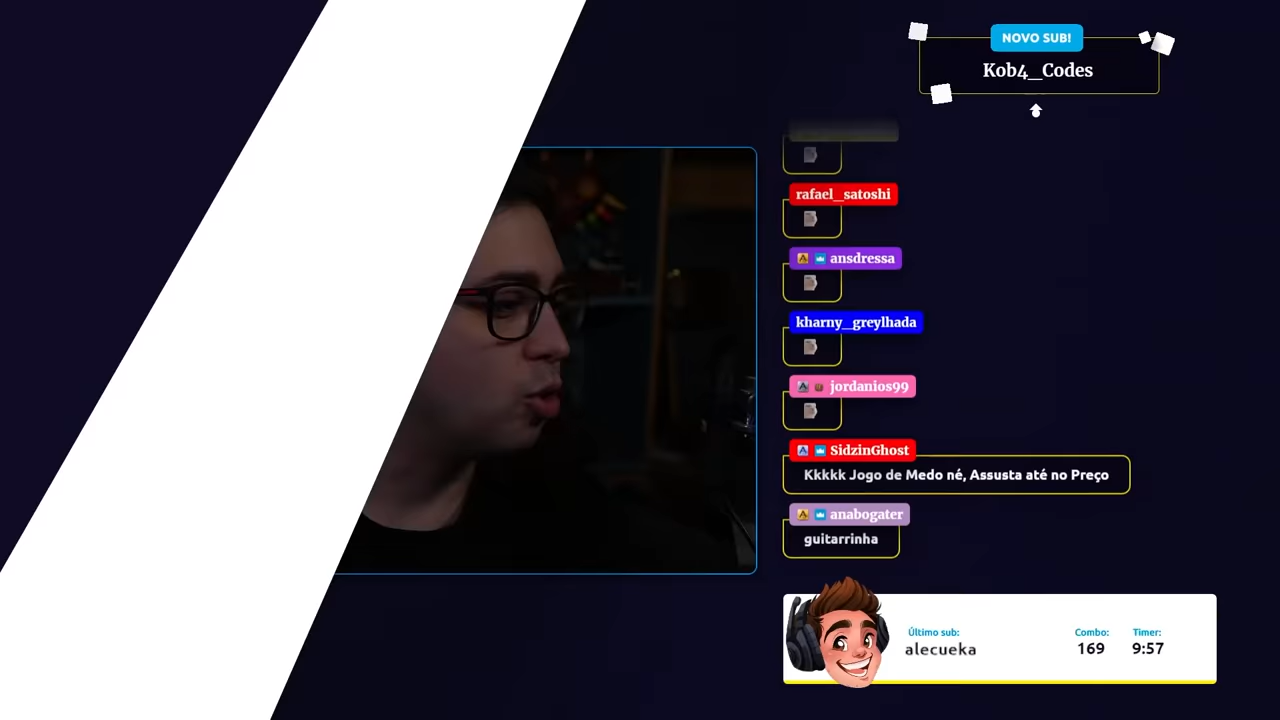 NOVO SUB!
Kob4_Codes
rafael_satoshi
ansdressa
kharny_greylhada
jordanios99
SidzinGhost
Kkkkk Jogo de Medo né, Assusta até no Preço
anabogater
guitarrinha
Último sub:
alecueka
Combo:
169
Timer:
9:57